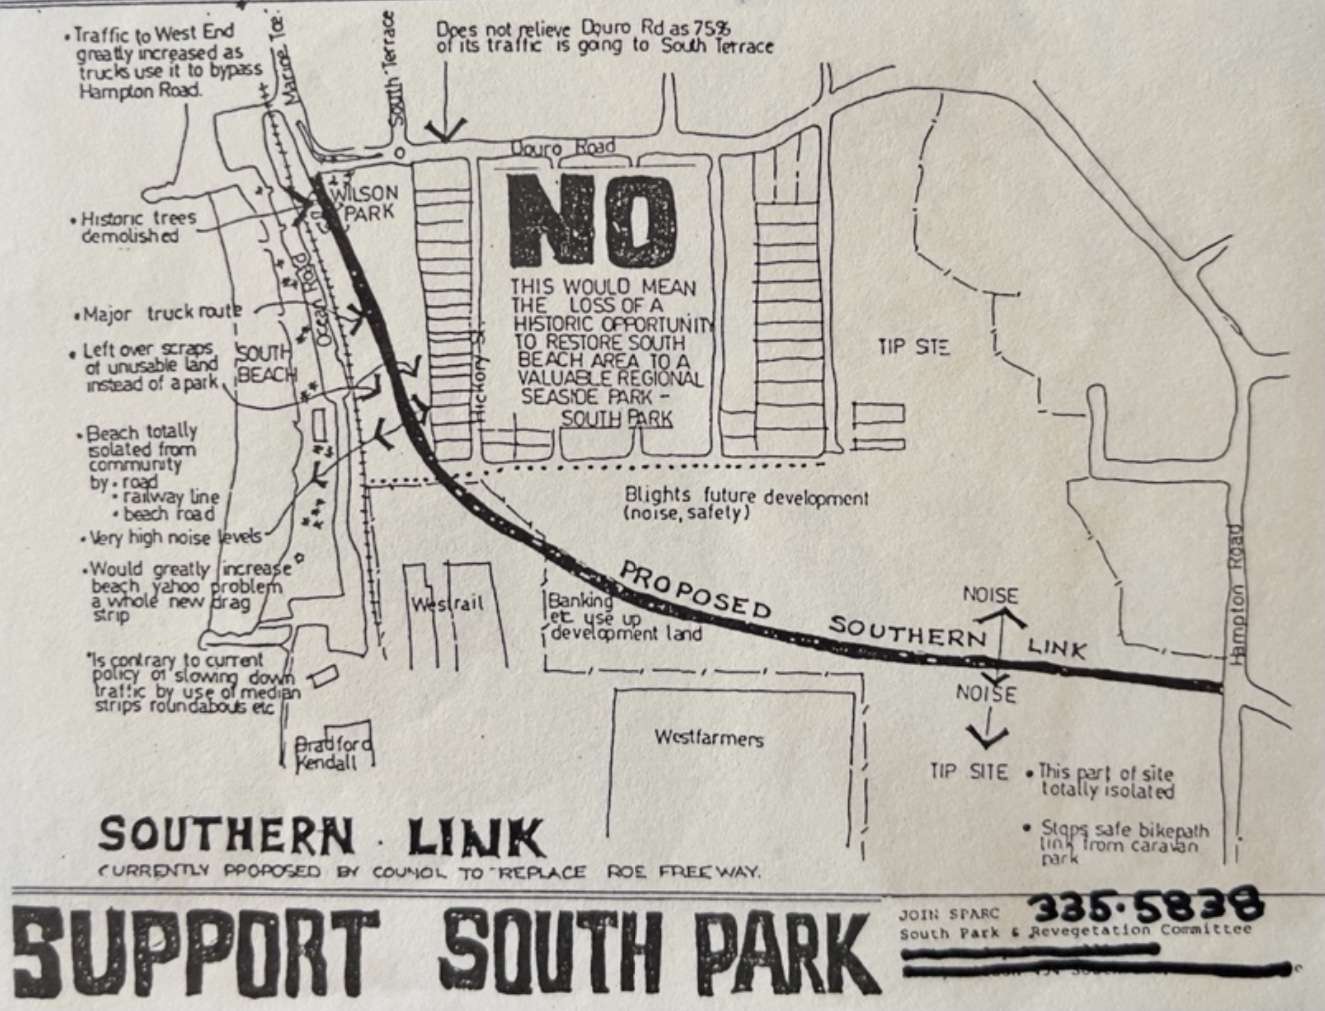 • Traffic to West End
greatly increased as
trucks use it to bypass
Hampton Road.
Marine Tce.
South Terrace
Does not relieve Douro Rd as 75%
of its traffic is going to South Terrace
Douro Road
WILSON
PARK
• Historic trees
demolished
• Major truck route
• Left over scraps
of unusable land
instead of a park
SOUTH
BEACH
Ocean Road
Hickory St.
NO
THIS WOULD MEAN
THE LOSS OF A
HISTORIC OPPORTUNITY
TO RESTORE SOUTH
BEACH AREA TO A
VALUABLE REGIONAL
SEASIDE PARK –
SOUTH PARK
TIP STE
• Beach totally
isolated from
community
by • road
• railway line
• beach road
• Very high noise levels
• Would greatly increase
beach yahoo problem
a whole new drag
strip
*Is contrary to current
policy of slowing down
traffic by use of median
strips roundabouts etc
Blights future development
(noise, safety)
Westrail
Banking
etc use up
development land
PROPOSED SOUTHERN LINK
NOISE
NOISE
Hampton Road
Westfarmers
Bradford
Kendall
TIP SITE
• This part of site
totally isolated
• Stops safe bikepath
link from caravan
park
SOUTHERN LINK
CURRENTLY PROPOSED BY COUNCIL TO REPLACE ROE FREEWAY.
SUPPORT SOUTH PARK
JOIN SPARC 335·5838
South Park & Revegetation Committee